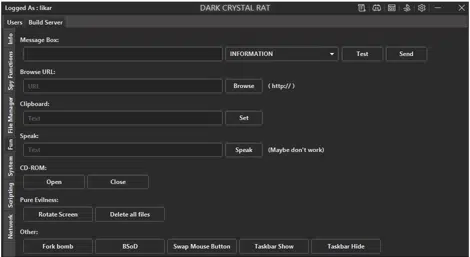 Logged As : likar DARK CRYSTAL RAT
Users Build Server
Info
Spy Functions
File Manager
Fun
System
Scripting
Network
Message Box:
INFORMATION Test Send
Browse URL:
URL Browse ( http:// )
Clipboard:
Text Set
Speak:
Text Speak (Maybe don't work)
CD-ROM:
Open Close
Pure Evilness:
Rotate Screen Delete all files
Other:
Fork bomb BSoD Swap Mouse Button Taskbar Show Taskbar Hide